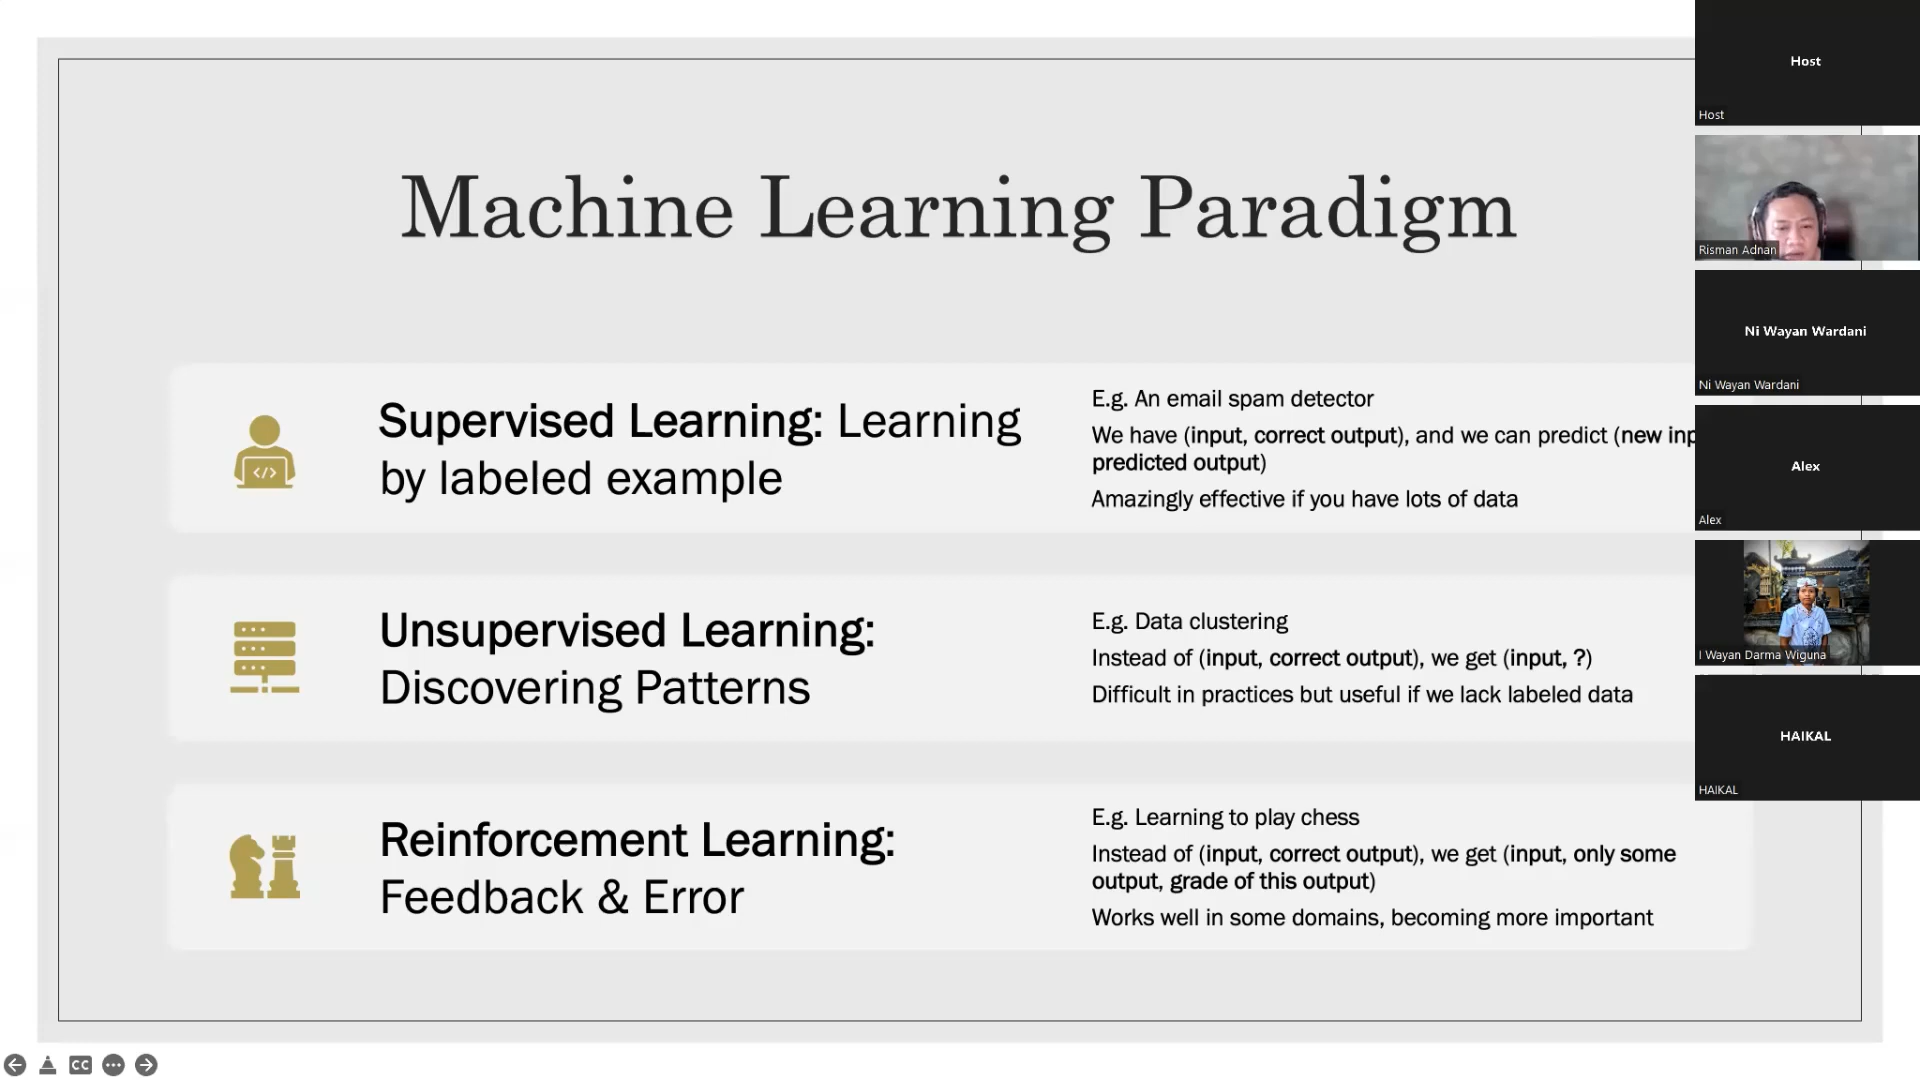 Machine Learning Paradigm
Supervised Learning: Learning
by labeled example
E.g. An email spam detector
We have (input, correct output), and we can predict (new
predicted output)
Amazingly effective if you have lots of data
Unsupervised Learning:
Discovering Patterns
E.g. Data clustering
Instead of (input, correct output), we get (input, ?)
Difficult in practices but useful if we lack labeled data
Reinforcement Learning:
Feedback & Error
E.g. Learning to play chess
Instead of (input, correct output), we get (input, only some
output, grade of this output)
Works well in some domains, becoming more important
Host
Host
Risman Adnan
Ni Wayan Wardani
Ni Wayan Wardani
Alex
Alex
I Wayan Darma Wiguna
HAIKAL
HAIKAL
CC